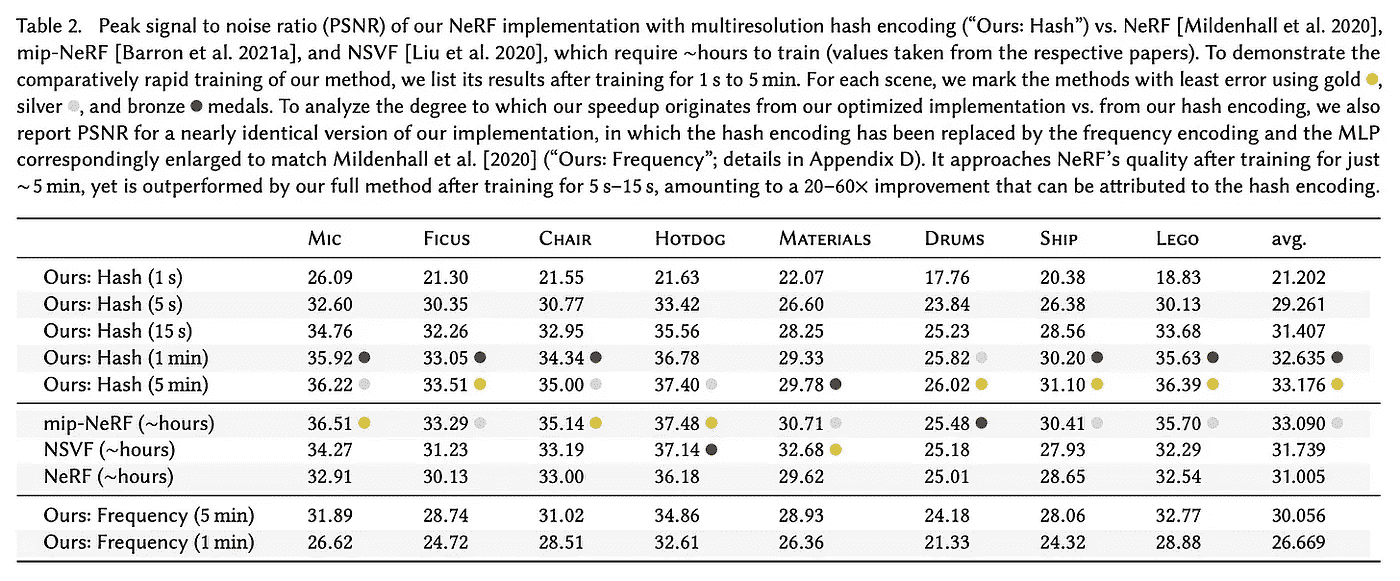 Table 2. Peak signal to noise ratio (PSNR) of our NeRF implementation with multiresolution hash encoding (“Ours: Hash”) vs. NeRF [Mildenhall et al. 2020],
mip-NeRF [Barron et al. 2021a], and NSVF [Liu et al. 2020], which require ~hours to train (values taken from the respective papers). To demonstrate the
comparatively rapid training of our method, we list its results after training for 1 s to 5 min. For each scene, we mark the methods with least error using gold ●,
silver ●, and bronze ● medals. To analyze the degree to which our speedup originates from our optimized implementation vs. from our hash encoding, we also
report PSNR for a nearly identical version of our implementation, in which the hash encoding has been replaced by the frequency encoding and the MLP
correspondingly enlarged to match Mildenhall et al. [2020] (“Ours: Frequency”; details in Appendix D). It approaches NeRF’s quality after training for just
~ 5 min, yet is outperformed by our full method after training for 5 s–15 s, amounting to a 20–60× improvement that can be attributed to the hash encoding.
Mic Ficus Chair Hotdog Materials Drums Ship Lego avg.
Ours: Hash (1 s) 26.09 21.30 21.55 21.63 22.07 17.76 20.38 18.83 21.202
Ours: Hash (5 s) 32.60 30.35 30.77 33.42 26.60 23.84 26.38 30.13 29.261
Ours: Hash (15 s) 34.76 32.26 32.95 35.56 28.25 25.23 28.56 33.68 31.407
Ours: Hash (1 min) 35.92 ● 33.05 ● 34.34 ● 36.78 29.33 25.82 ● 30.20 ● 35.63 ● 32.635 ●
Ours: Hash (5 min) 36.22 ● 33.51 ● 35.00 ● 37.40 ● 29.78 ● 26.02 ● 31.10 ● 36.39 ● 33.176 ●
mip-NeRF (~hours) 36.51 ● 33.29 ● 35.14 ● 37.48 ● 30.71 ● 25.48 ● 30.41 ● 35.70 ● 33.090 ●
NSVF (~hours) 34.27 31.23 33.19 37.14 ● 32.68 ● 25.18 27.93 32.29 31.739
NeRF (~hours) 32.91 30.13 33.00 36.18 29.62 25.01 28.65 32.54 31.005
Ours: Frequency (5 min) 31.89 28.74 31.02 34.86 28.93 24.18 28.06 32.77 30.056
Ours: Frequency (1 min) 26.62 24.72 28.51 32.61 26.36 21.33 24.32 28.88 26.669